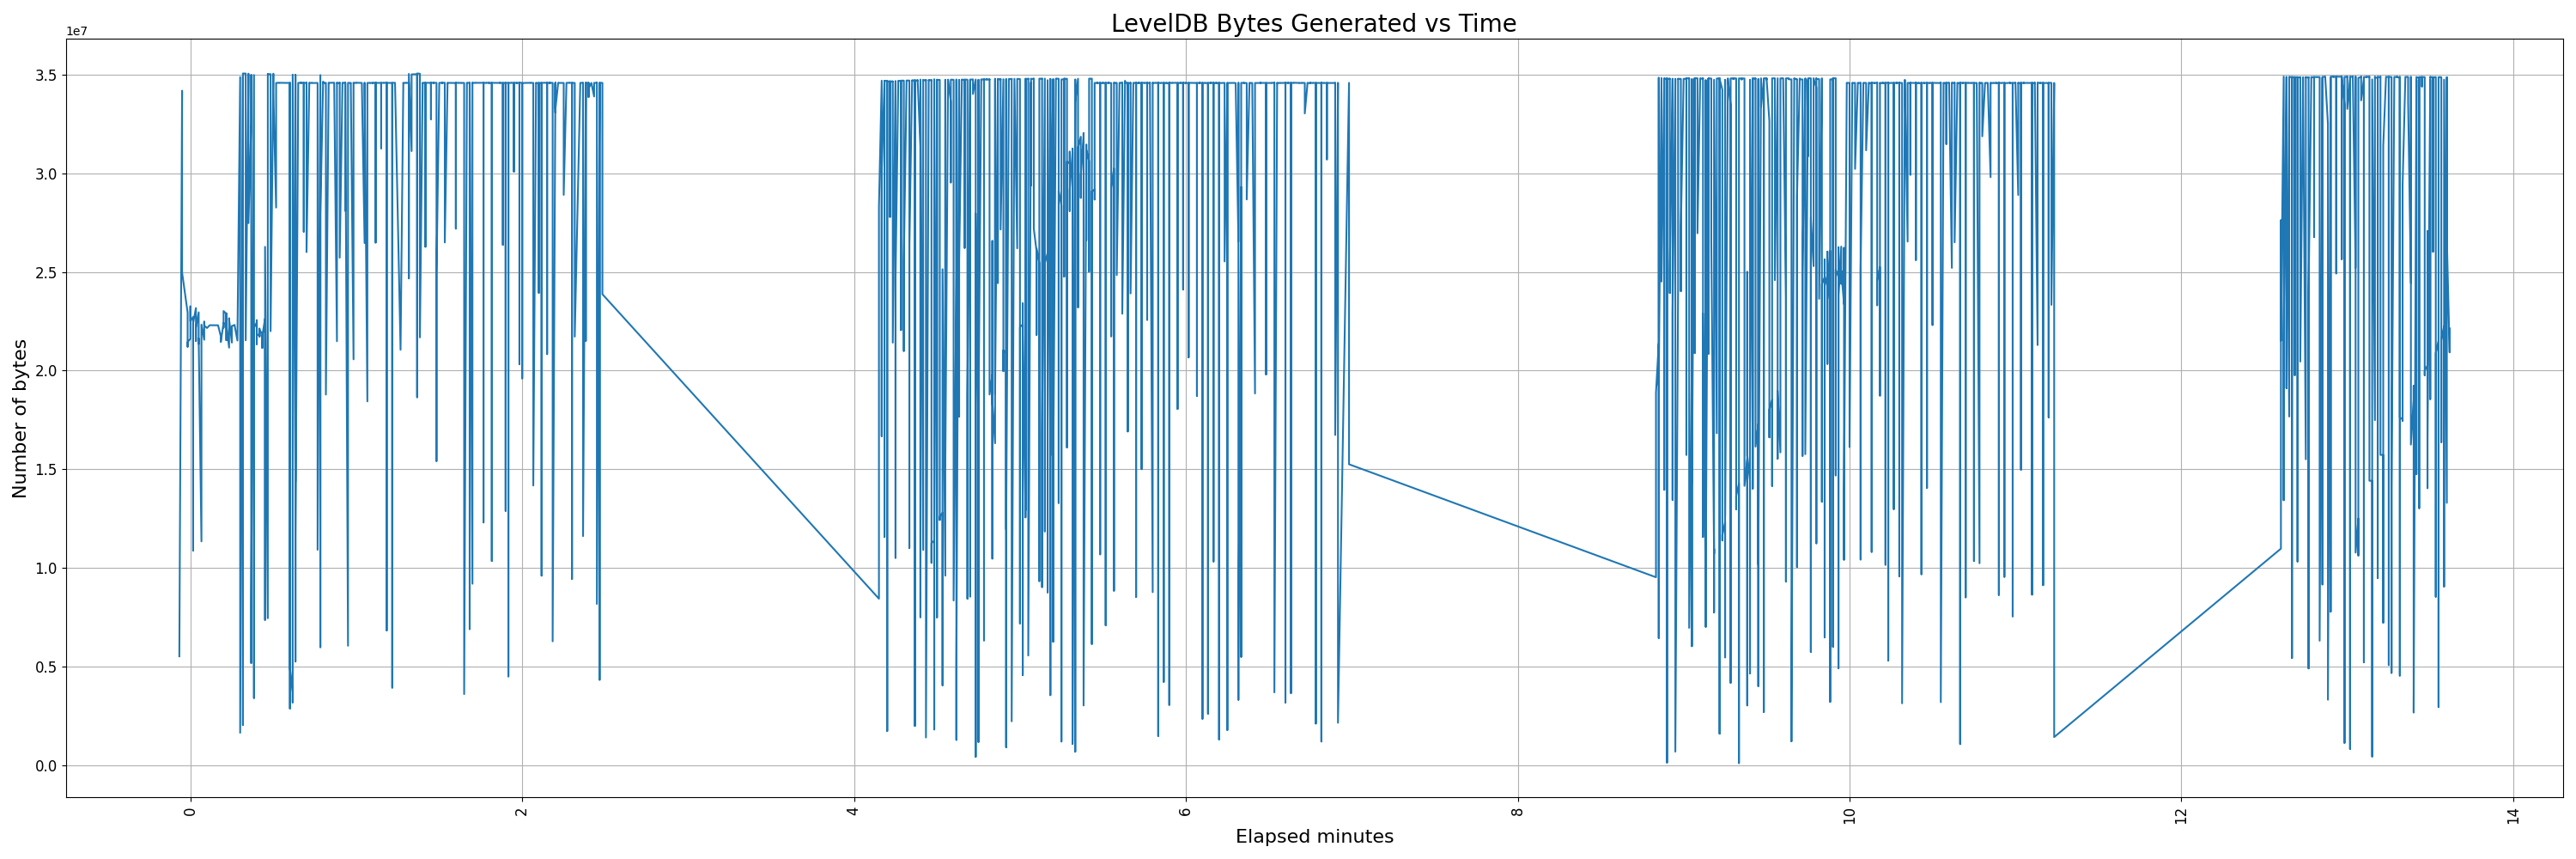 LevelDB Bytes Generated vs Time
1e7
3.5
3.0
2.5
2.0
1.5
1.0
0.5
0.0
Number of bytes
0 2 4 6 8 10 12 14
Elapsed minutes